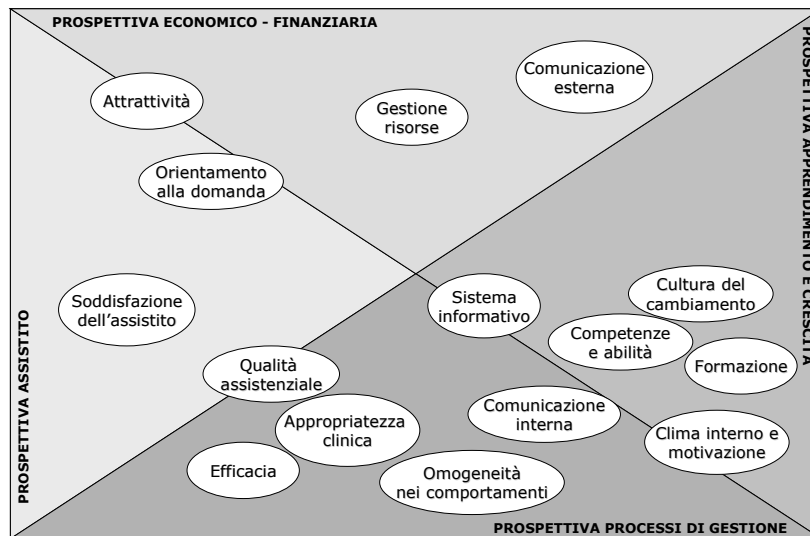 PROSPETTIVA ECONOMICO - FINANZIARIA
PROSPETTIVA APPRENDIMENTO E CRESCITA
Comunicazione
esterna
Attrattività
Gestione
risorse
Orientamento
alla domanda
Soddisfazione
dell'assistito
Sistema
informativo
Cultura del
cambiamento
Competenze
e abilità
Formazione
Qualità
assistenziale
Comunicazione
interna
Appropriatezza
clinica
Clima interno e
motivazione
Efficacia
Omogeneità
nei comportamenti
PROSPETTIVA ASSISTITO
PROSPETTIVA PROCESSI DI GESTIONE